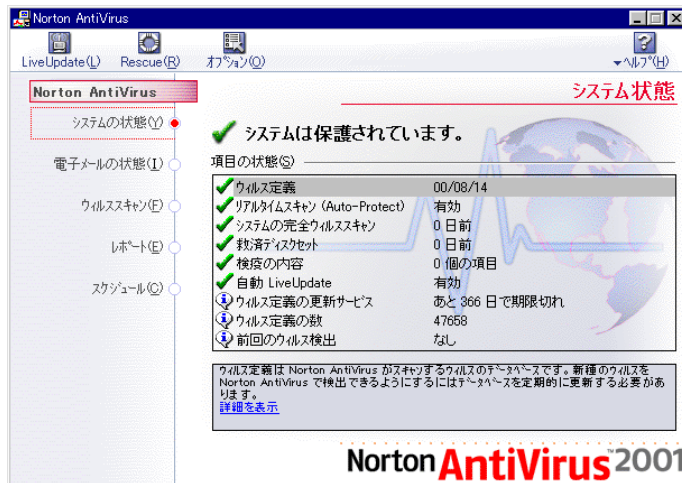 Norton AntiVirus
LiveUpdate(L) Rescue(R) オプション(O) ヘルプ(H)
Norton AntiVirus
システム状態
システムの状態(Y)
システムは保護されています。
電子メールの状態(I)
項目の状態(S)
ウィルススキャン(F)
レポート(E)
スケジュール(C)
ウィルス定義 00/08/14
リアルタイムスキャン (Auto-Protect) 有効
システムの完全ウィルススキャン 0 日前
救済ディスクセット 0 日前
検疫の内容 0 個の項目
自動 LiveUpdate 有効
ウィルス定義の更新サービス あと 366 日で期限切れ
ウィルス定義の数 47658
前回のウィルス検出 なし
ウィルス定義は Norton AntiVirus がスキャンするウィルスのデータベースです。新種のウィルスを
Norton AntiVirus で検出できるようにするにはデータベースを定期的に更新する必要があ
ります。
詳細を表示
Norton AntiVirus™2001